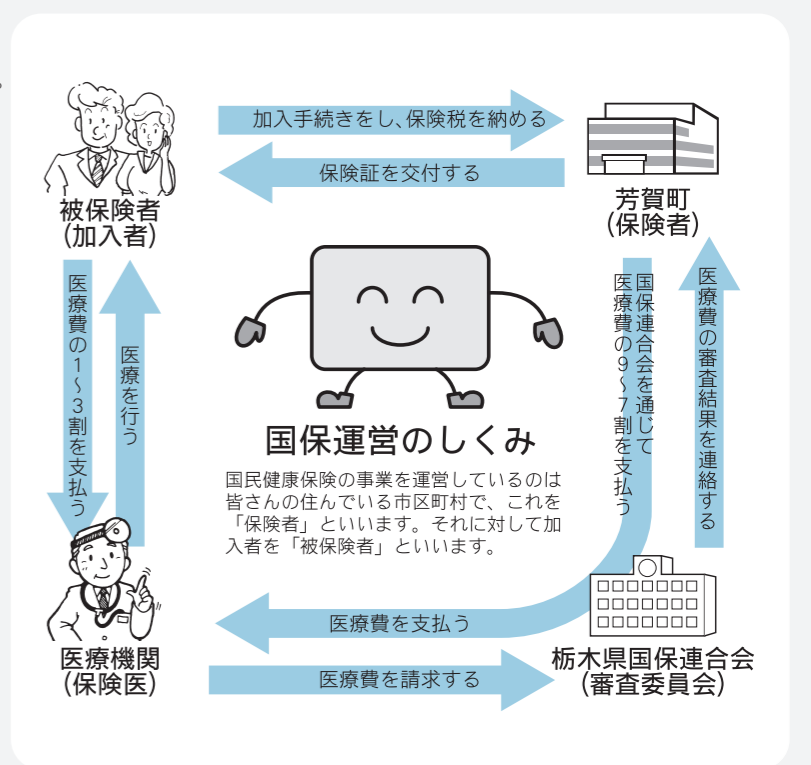 加入手続きをし、保険税を納める
保険証を交付する
被保険者
(加入者)
芳賀町
(保険者)
医療費の1～3割を支払う
医療を行う
国保連合会を通じて
医療費の9～7割を支払う
医療費の審査結果を連絡する
国保運営のしくみ
国民健康保険の事業を運営しているのは
皆さんの住んでいる市区町村で、これを
「保険者」といいます。それに対して加
入者を「被保険者」といいます。
医療費を支払う
医療費を請求する
医療機関
(保険医)
栃木県国保連合会
(審査委員会)